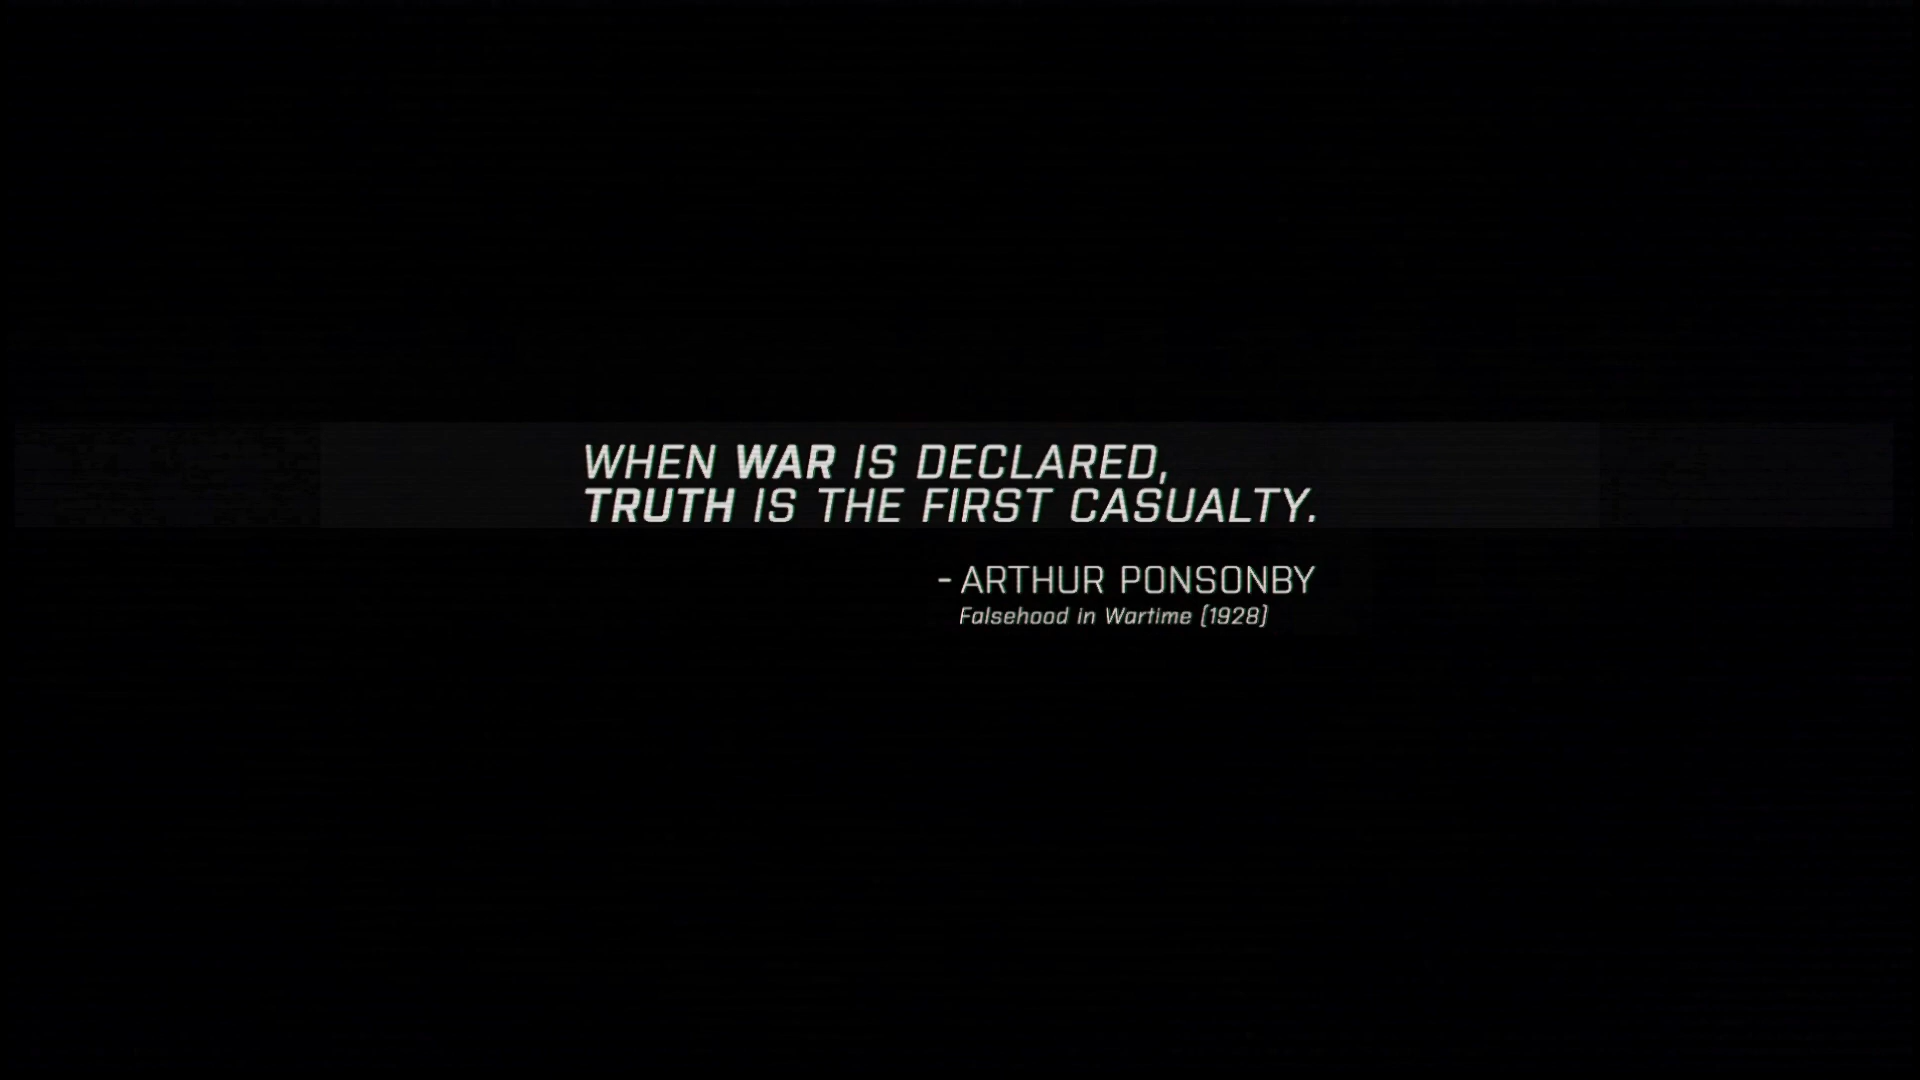 WHEN WAR IS DECLARED,
TRUTH IS THE FIRST CASUALTY.
- ARTHUR PONSONBY
Falsehood in Wartime (1928)